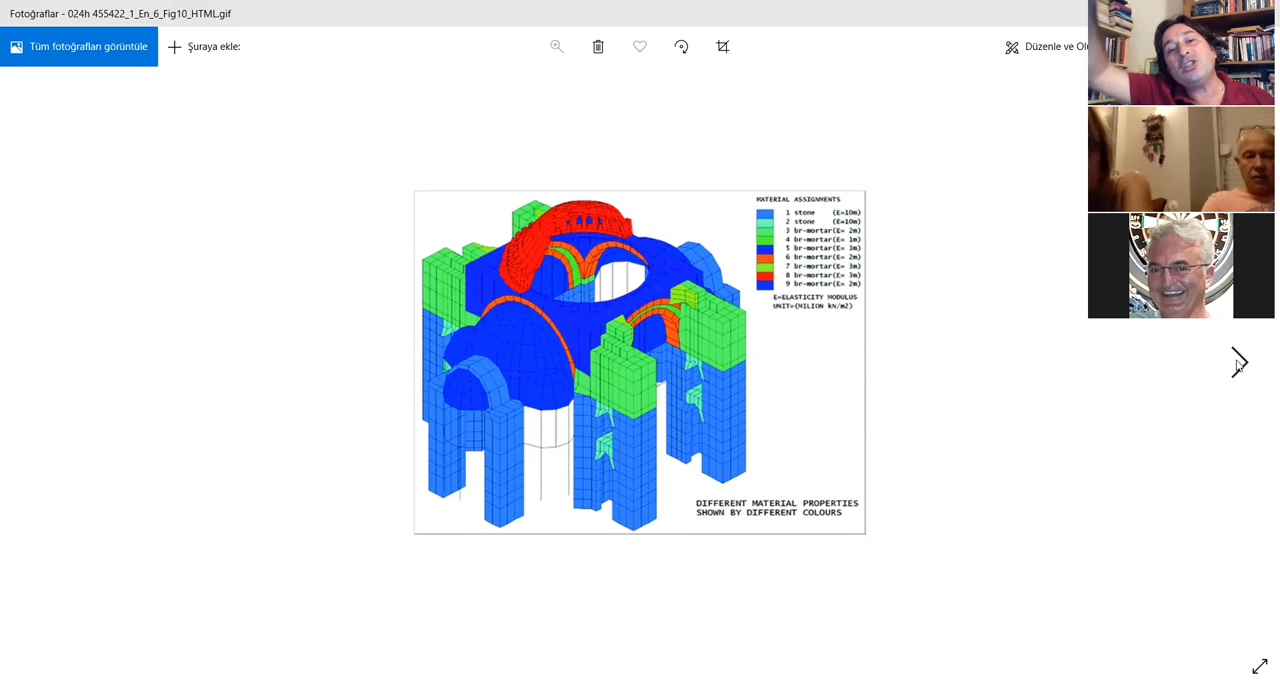 Fotoğraflar - 024h 455422_1_En_6_Fig10_HTML.gif
Tüm fotoğrafları görüntüle
Şuraya ekle:
Düzenle ve Olu
MATERIAL ASSIGNMENTS
1 stone (E=10m)
2 stone (E=10m)
3 br-mortar(E= 2m)
4 br-mortar(E= 1m)
5 br-mortar(E= 3m)
6 br-mortar(E= 2m)
7 br-mortar(E= 3m)
8 br-mortar(E= 3m)
9 br-mortar(E= 2m)
E=ELASTICITY MODULUS
UNIT=(MILION kN/m2)
DIFFERENT MATERIAL PROPERTIES
SHOWN BY DIFFERENT COLOURS